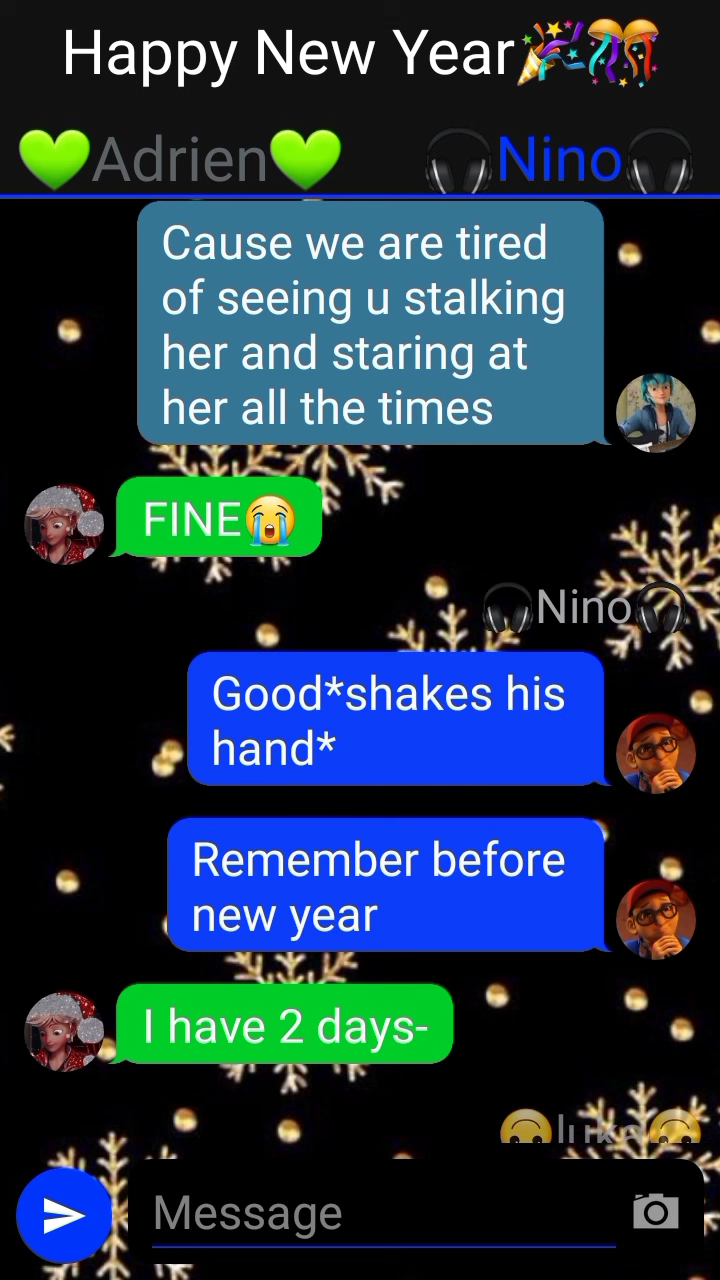 Happy New Year🎉🎊
💚Adrien💚 🎧Nino🎧
Cause we are tired
of seeing u stalking
her and staring at
her all the times
FINE😭
🎧Nino🎧
Good*shakes his
hand*
Remember before
new year
I have 2 days-
🙃luka🙃
Message